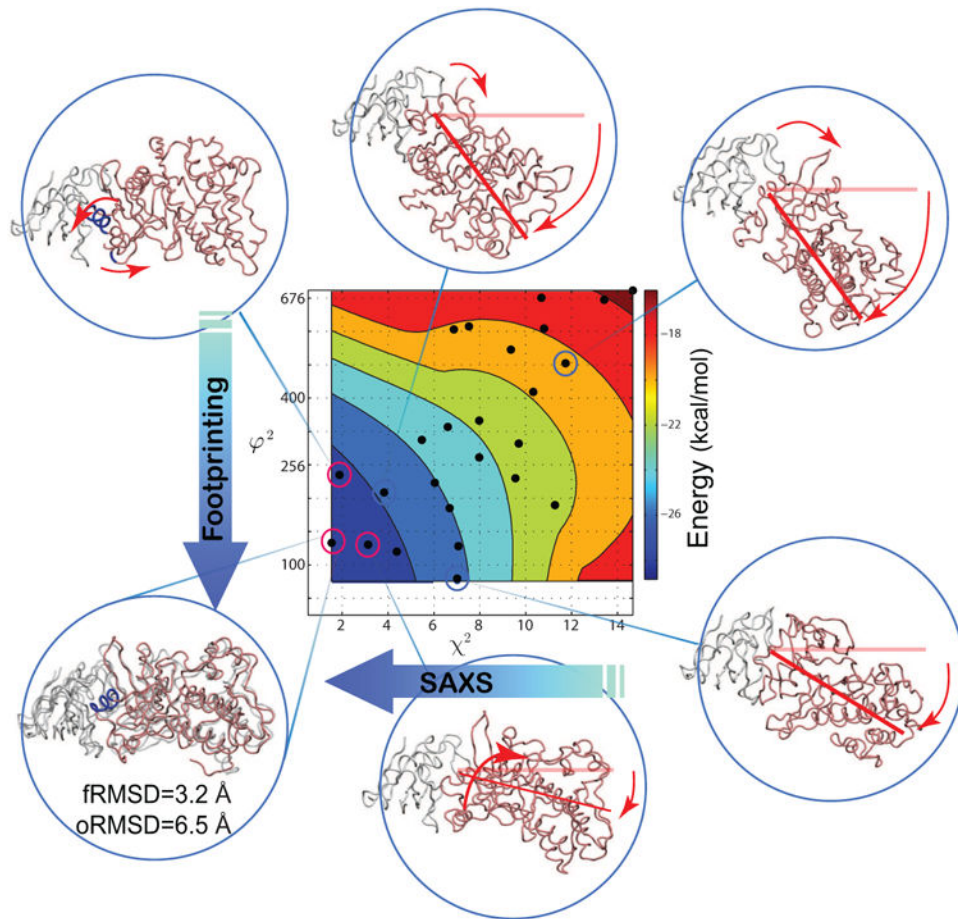 676
400
256
100
φ²
2 4 6 8 10 12 14
χ²
−18
−22
−26
Energy (kcal/mol)
Footprinting
SAXS
fRMSD=3.2 Å
oRMSD=6.5 Å